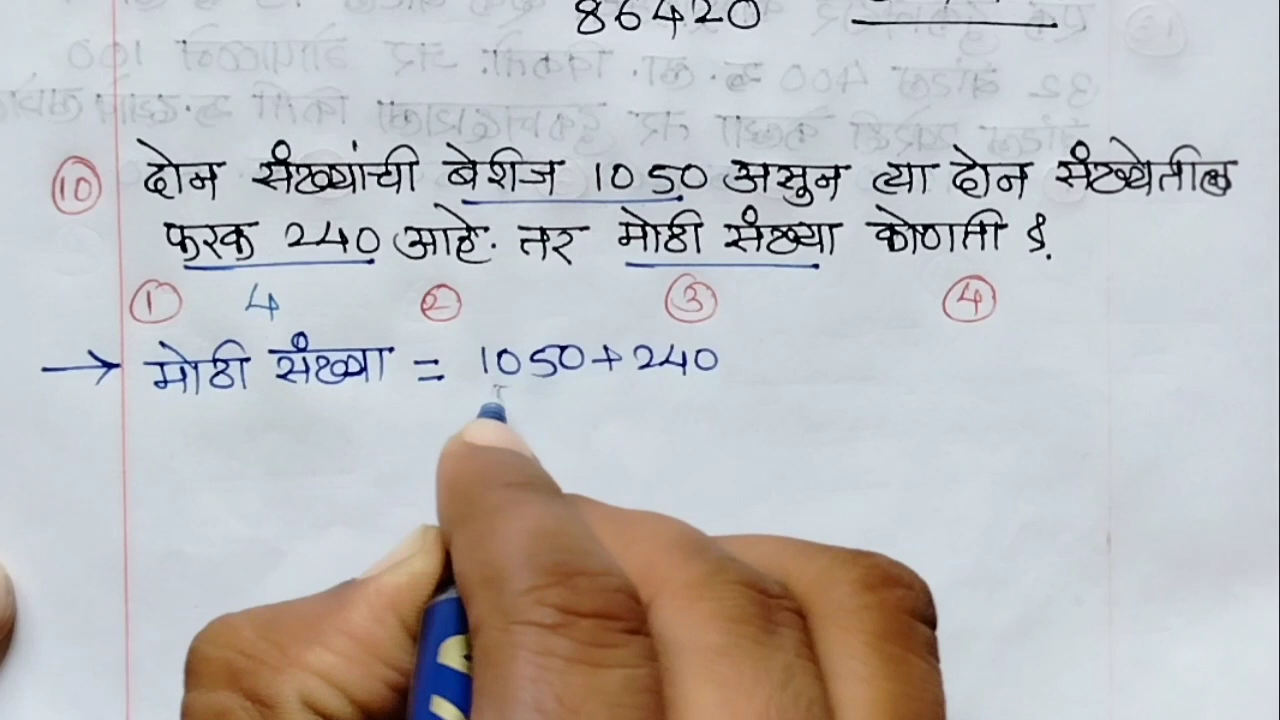 86420
10 दोन संख्यांची बेरीज 1050 असुन त्या दोन संख्येतील
फरक 240 आहे. तर मोठी संख्या कोणती ?
1 4 2 3 4
→ मोठी संख्या = 1050+240